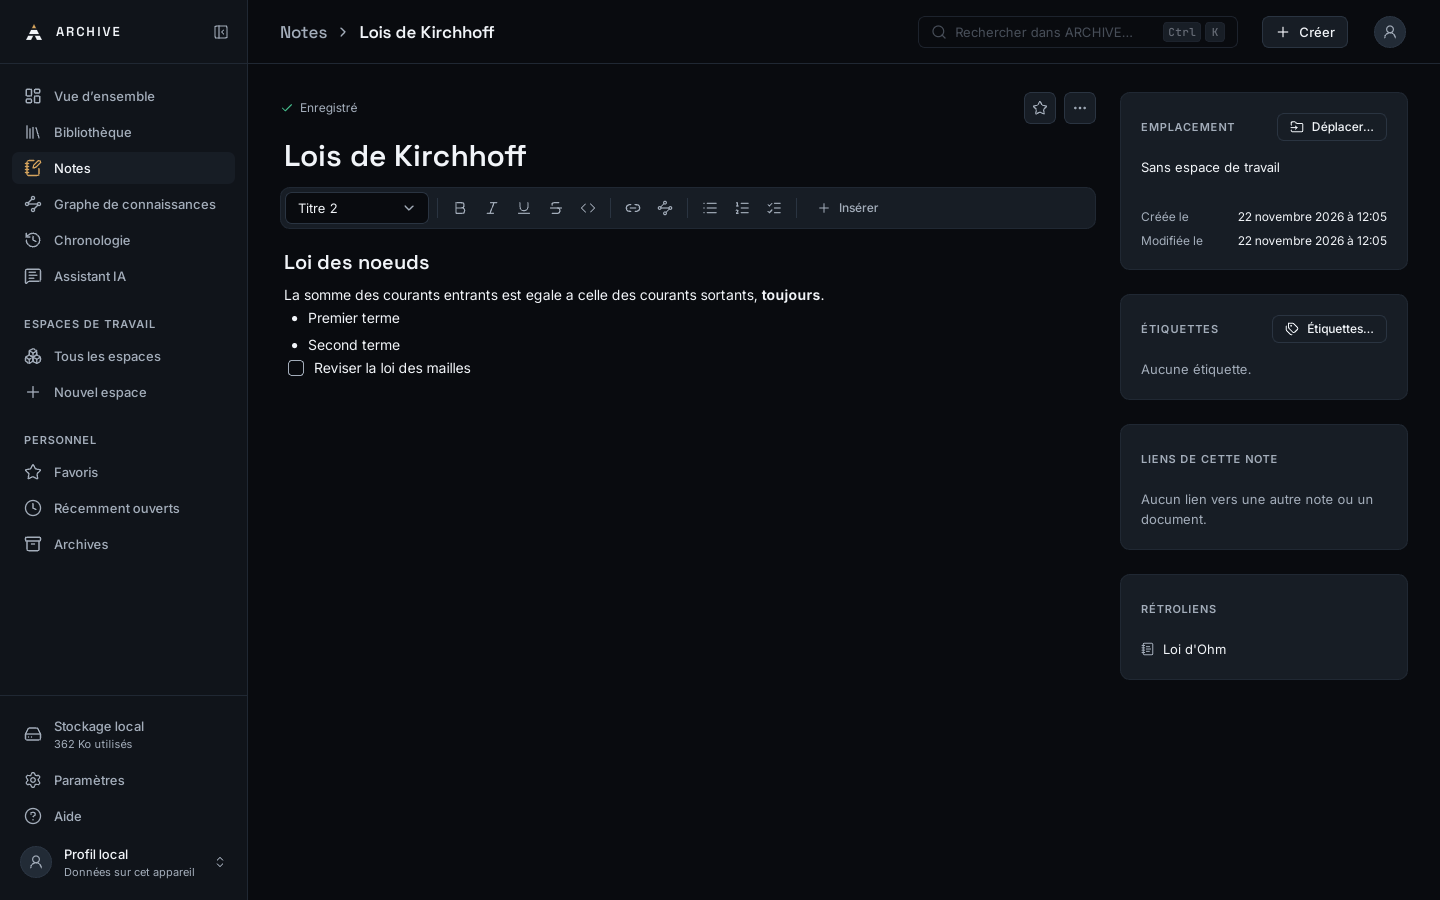 ARCHIVE
Notes > Lois de Kirchhoff
Rechercher dans ARCHIVE... Ctrl K
Créer
Vue d'ensemble
Bibliothèque
Notes
Graphe de connaissances
Chronologie
Assistant IA
ESPACES DE TRAVAIL
Tous les espaces
Nouvel espace
PERSONNEL
Favoris
Récemment ouverts
Archives
Stockage local
362 Ko utilisés
Paramètres
Aide
Profil local
Données sur cet appareil
Enregistré
Lois de Kirchhoff
Titre 2
Insérer
Loi des noeuds
La somme des courants entrants est egale a celle des courants sortants, toujours.
• Premier terme
• Second terme
Reviser la loi des mailles
EMPLACEMENT
Déplacer...
Sans espace de travail
Créée le 22 novembre 2026 à 12:05
Modifiée le 22 novembre 2026 à 12:05
ÉTIQUETTES
Étiquettes...
Aucune étiquette.
LIENS DE CETTE NOTE
Aucun lien vers une autre note ou un
document.
RÉTROLIENS
Loi d'Ohm